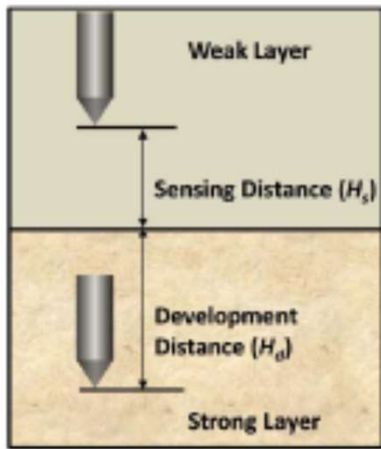 Weak Layer
Sensing Distance (Hs)
Development
Distance (Hd)
Strong Layer